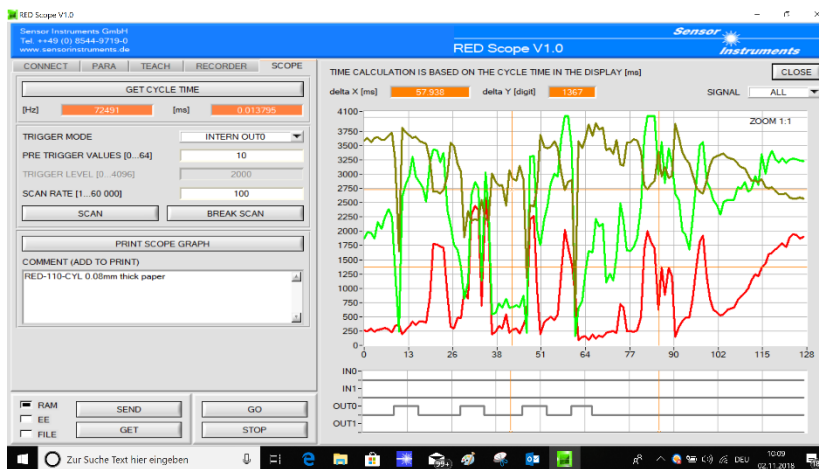 RED Scope V1.0
Sensor Instruments GmbH
Tel. ++49 (0) 8544-9719-0
www.sensorinstruments.de
RED Scope V1.0
Sensor
Instruments
CONNECT PARA TEACH RECORDER SCOPE
GET CYCLE TIME
[Hz] 72491 [ms] 0.013795
TRIGGER MODE INTERN OUT0
PRE TRIGGER VALUES [0...64] 10
TRIGGER LEVEL [0...4096] 2000
SCAN RATE [1...60 000] 100
SCAN BREAK SCAN
PRINT SCOPE GRAPH
COMMENT (ADD TO PRINT)
RED-110-CYL 0.08mm thick paper
RAM
EE
FILE
SEND GO
GET STOP
TIME CALCULATION IS BASED ON THE CYCLE TIME IN THE DISPLAY [ms]
CLOSE
delta X [ms] 57.938 delta Y [digit] 1367 SIGNAL ALL
ZOOM 1:1
4100
3750
3500
3250
3000
2750
2500
2250
2000
1750
1500
1250
1000
750
500
250
0
0 13 26 38 51 64 77 90 102 115 128
IN0
IN1
OUT0
OUT1
Zur Suche Text hier eingeben
99+
DEU
10:09
02.11.2018